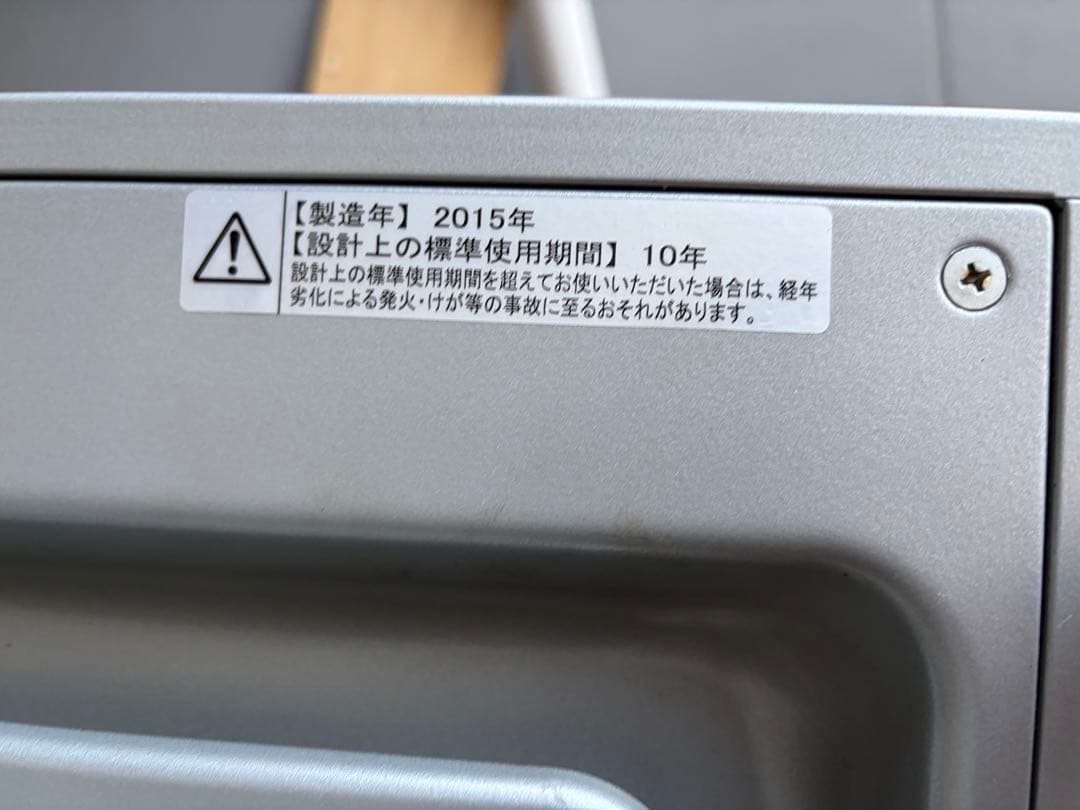 【製造年】 2015年
【設計上の標準使用期間】 10年
設計上の標準使用期間を超えてお使いいただいた場合は、経年
劣化による発火・けが等の事故に至るおそれがあります。